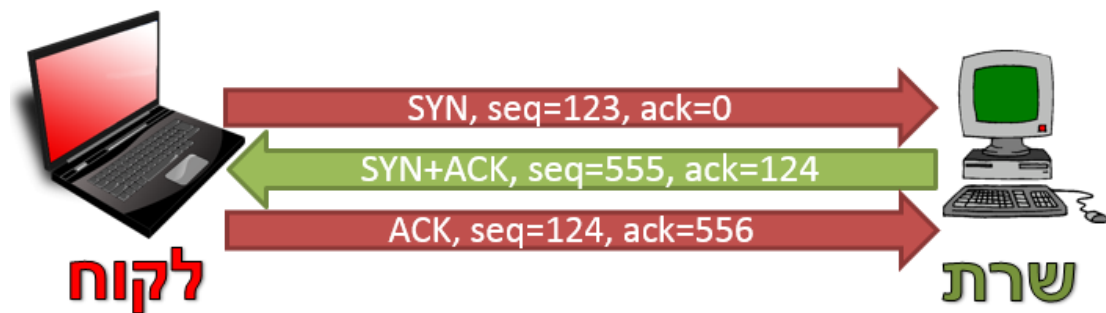 SYN, seq=123, ack=0
SYN+ACK, seq=555, ack=124
ACK, seq=124, ack=556
לקוח
שרת